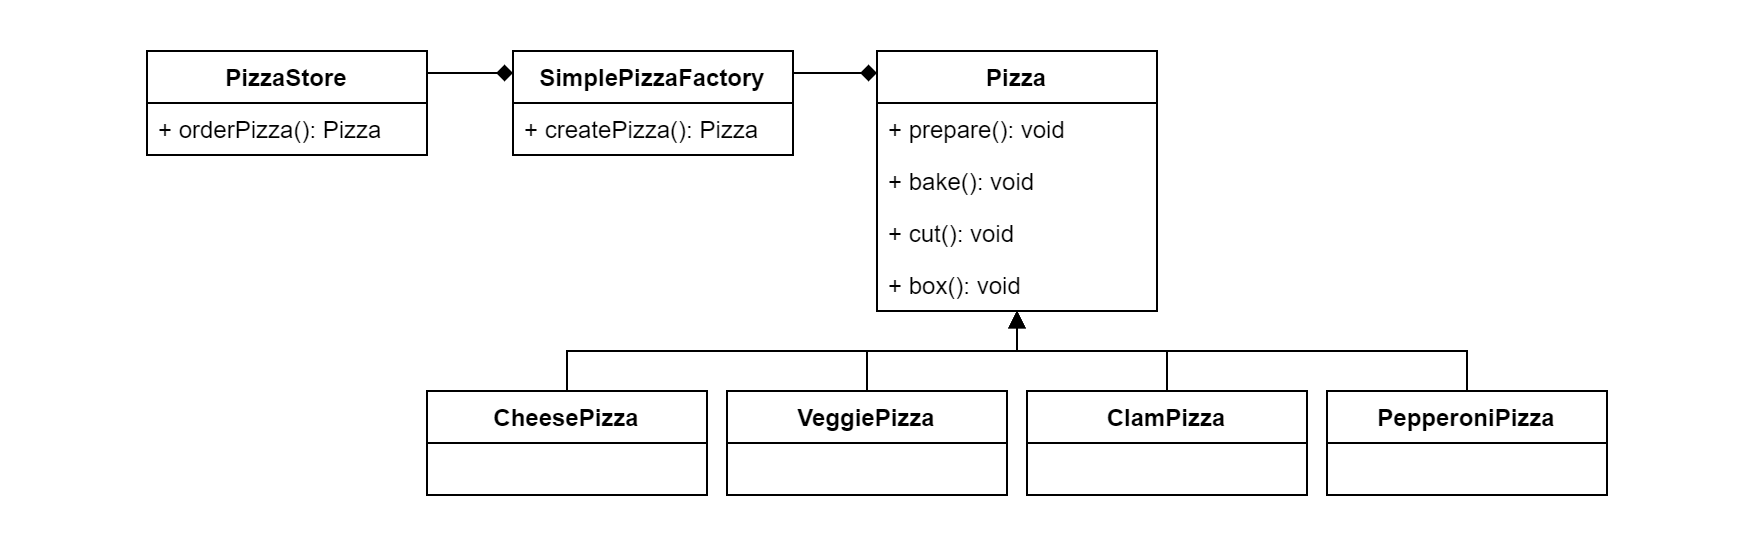 PizzaStore
+ orderPizza(): Pizza
SimplePizzaFactory
+ createPizza(): Pizza
Pizza
+ prepare(): void
+ bake(): void
+ cut(): void
+ box(): void
CheesePizza
VeggiePizza
ClamPizza
PepperoniPizza